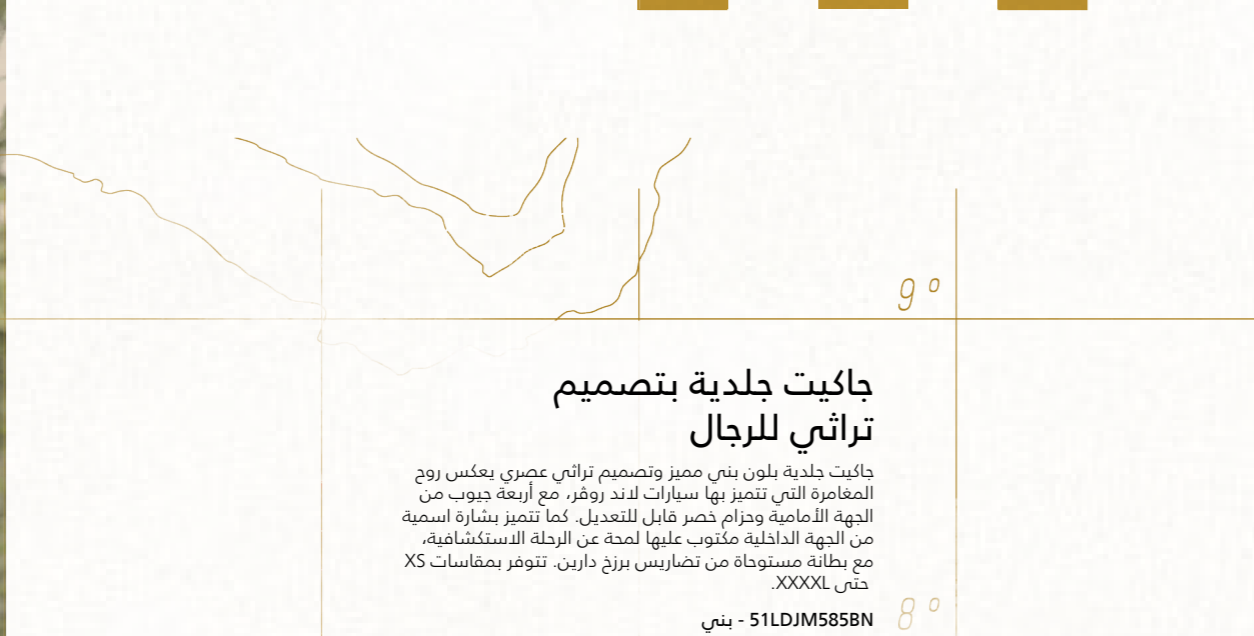 9°
جاكيت جلدية بتصميم
تراثي للرجال
جاكيت جلدية بلون بني مميز وتصميم تراثي عصري يعكس روح
المغامرة التي تتميز بها سيارات لاند روڤر، مع أربعة جيوب من
الجهة الأمامية وحزام خصر قابل للتعديل. كما تتميز بشارة اسمية
من الجهة الداخلية مكتوب عليها لمحة عن الرحلة الاستكشافية،
مع بطانة مستوحاة من تضاريس برزخ دارين. تتوفر بمقاسات XS
حتى XXXXL.
8°
51LDJM585BN - بني